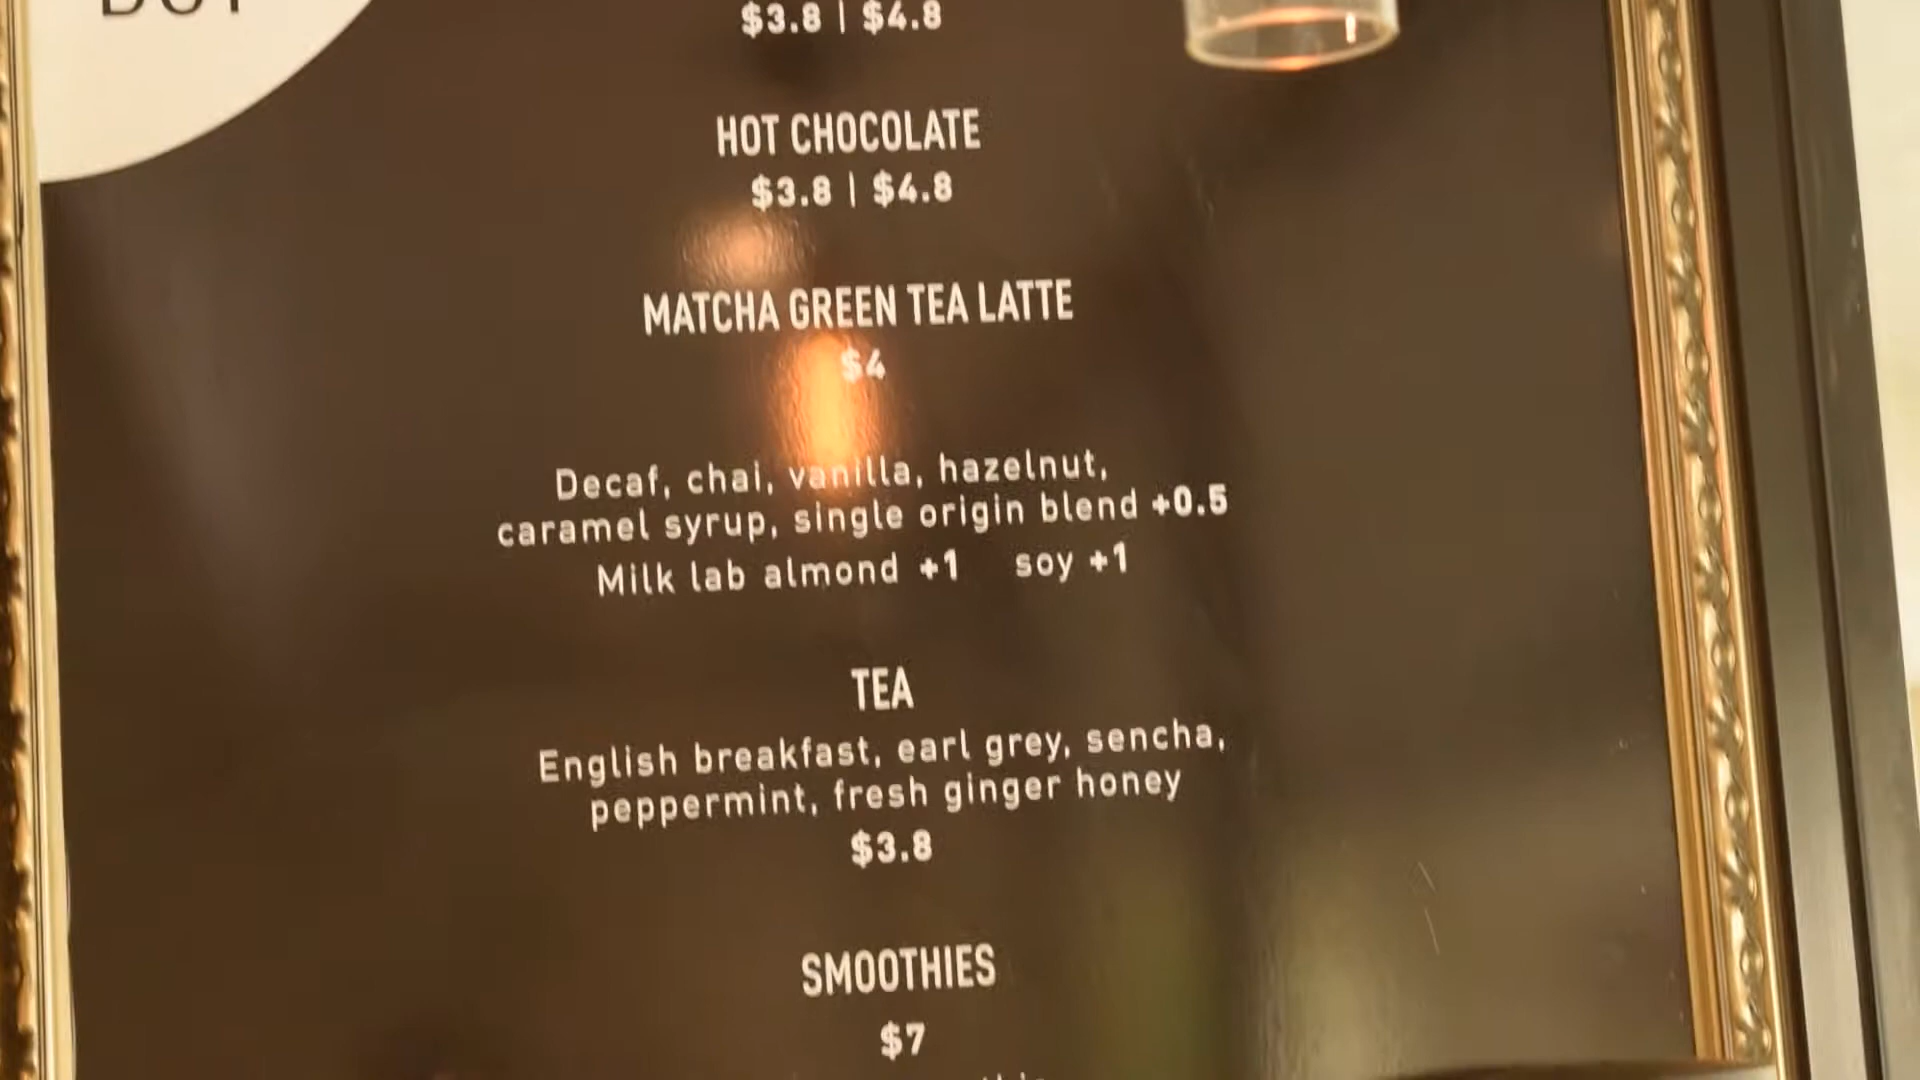 $3.8 | $4.8
HOT CHOCOLATE
$3.8 | $4.8
MATCHA GREEN TEA LATTE
$4
Decaf, chai, vanilla, hazelnut,
caramel syrup, single origin blend +0.5
Milk lab almond +1 soy +1
TEA
English breakfast, earl grey, sencha,
peppermint, fresh ginger honey
$3.8
SMOOTHIES
$7